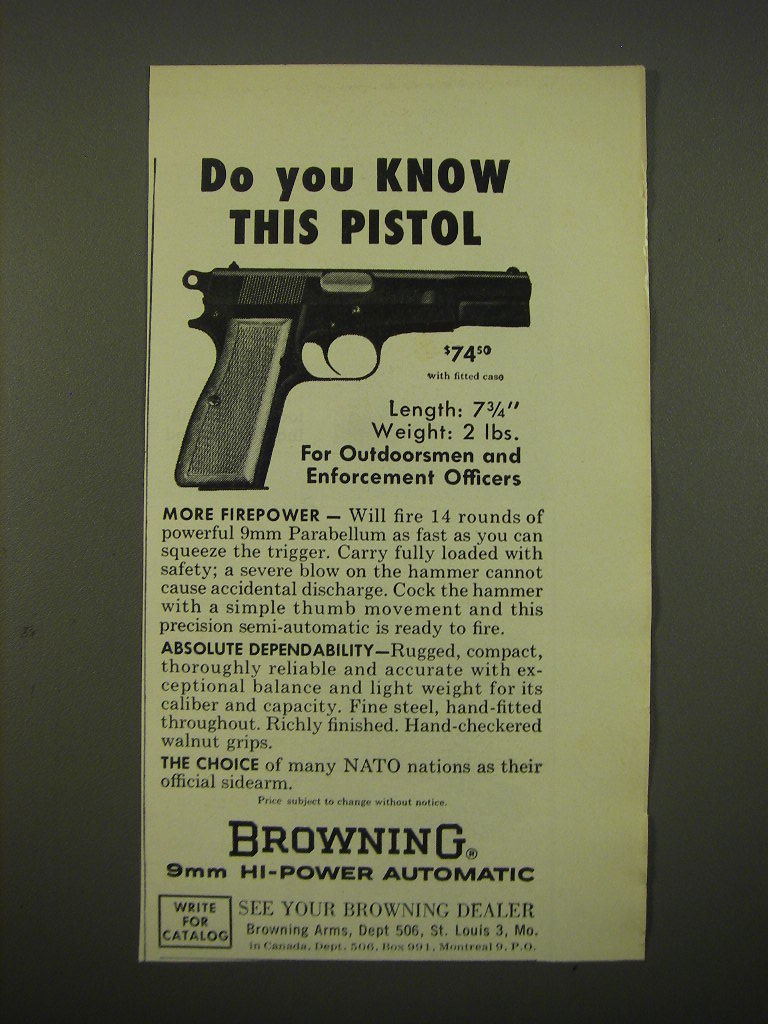 Do you KNOW
THIS PISTOL
$74⁵⁰
with fitted case
Length: 7¾″
Weight: 2 lbs.
For Outdoorsmen and
Enforcement Officers
MORE FIREPOWER — Will fire 14 rounds of
powerful 9mm Parabellum as fast as you can
squeeze the trigger. Carry fully loaded with
safety; a severe blow on the hammer cannot
cause accidental discharge. Cock the hammer
with a simple thumb movement and this
precision semi-automatic is ready to fire.
ABSOLUTE DEPENDABILITY—Rugged, compact,
thoroughly reliable and accurate with ex-
ceptional balance and light weight for its
caliber and capacity. Fine steel, hand-fitted
throughout. Richly finished. Hand-checkered
walnut grips.
THE CHOICE of many NATO nations as their
official sidearm.
Price subject to change without notice.
BROWNING®
9mm HI-POWER AUTOMATIC
WRITE
FOR
CATALOG
SEE YOUR BROWNING DEALER
Browning Arms, Dept 506, St. Louis 3, Mo.
in Canada, Dept. 506, Box 991, Montreal 9, P.Q.